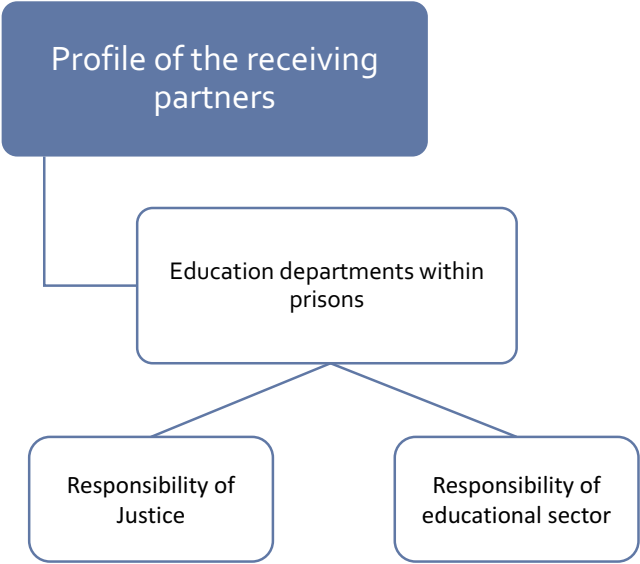 Profile of the receiving
partners
Education departments within
prisons
Responsibility of
Justice
Responsibility of
educational sector